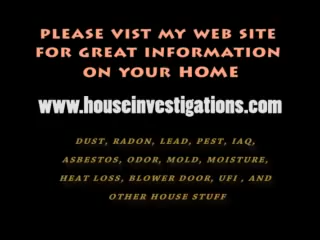 PLEASE VIST MY WEB SITE
FOR GREAT INFORMATION
ON YOUR HOME
www.houseinvestigations.com
DUST, RADON, LEAD, PEST, IAQ,
ASBESTOS, ODOR, MOLD, MOISTURE,
HEAT LOSS, BLOWER DOOR, UFI , AND
OTHER HOUSE STUFF